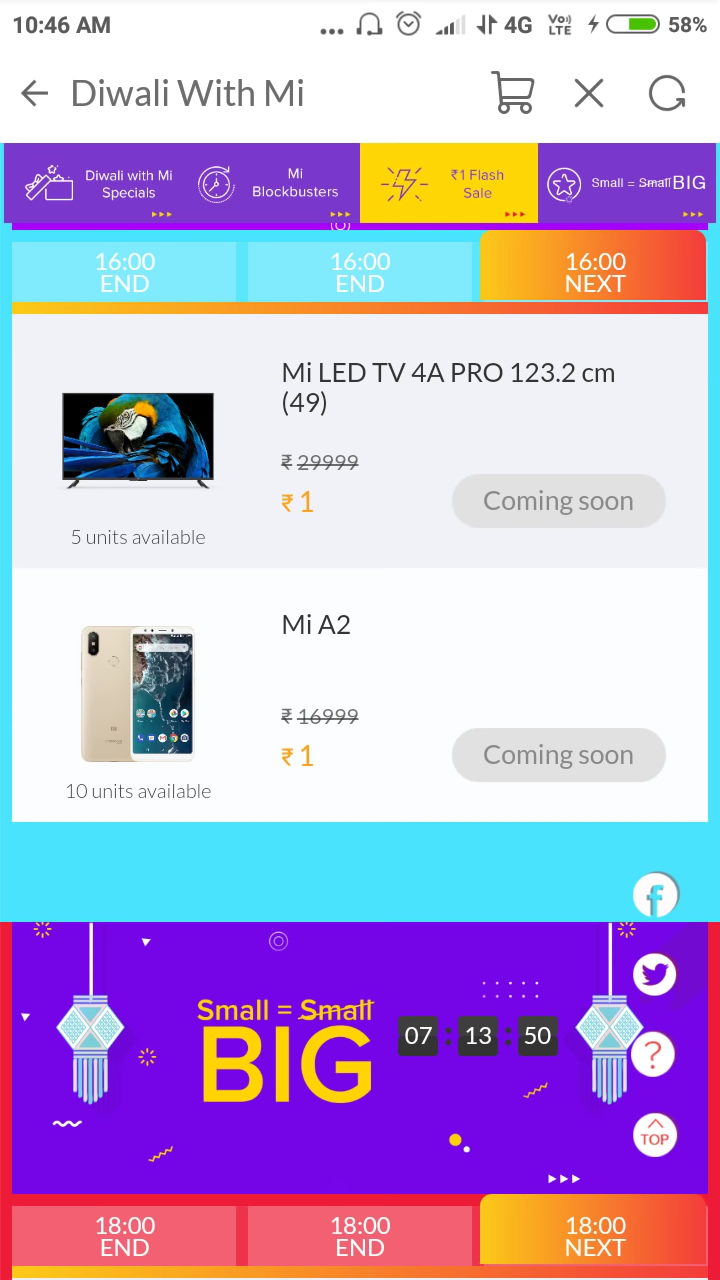 10:46 AM
... 4G Vo)) LTE 58%
Diwali With Mi
Diwali with Mi
Specials
Mi
Blockbusters
₹1 Flash
Sale
Small = Small BIG
16:00
END
16:00
END
16:00
NEXT
Mi LED TV 4A PRO 123.2 cm
(49)
₹ 29999
₹ 1
Coming soon
5 units available
Mi A2
₹ 16999
₹ 1
Coming soon
10 units available
f
Small = Small
BIG
07 : 13 : 50
?
TOP
18:00
END
18:00
END
18:00
NEXT